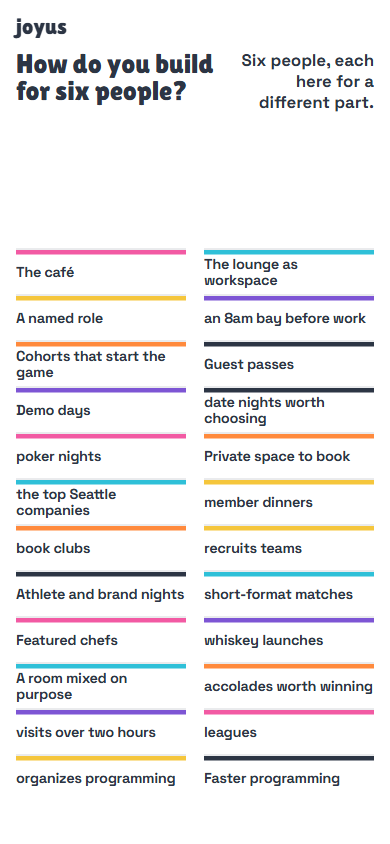 joyus
How do you build
for six people?
Six people, each
here for a
different part.
The café
The lounge as
workspace
A named role
an 8am bay before work
Cohorts that start the
game
Guest passes
Demo days
date nights worth
choosing
poker nights
Private space to book
the top Seattle
companies
member dinners
book clubs
recruits teams
Athlete and brand nights
short-format matches
Featured chefs
whiskey launches
A room mixed on
purpose
accolades worth winning
visits over two hours
leagues
organizes programming
Faster programming